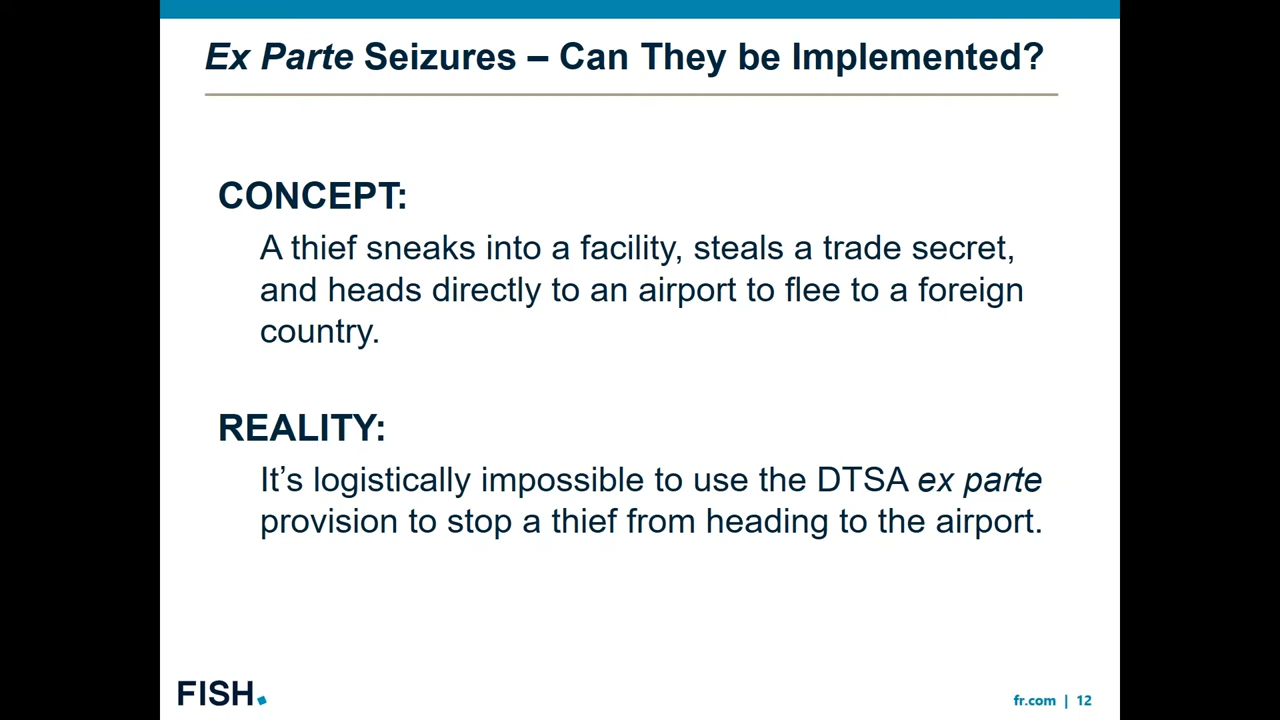 Ex Parte Seizures – Can They be Implemented?
CONCEPT:
A thief sneaks into a facility, steals a trade secret,
and heads directly to an airport to flee to a foreign
country.
REALITY:
It’s logistically impossible to use the DTSA ex parte
provision to stop a thief from heading to the airport.
FISH.
fr.com | 12